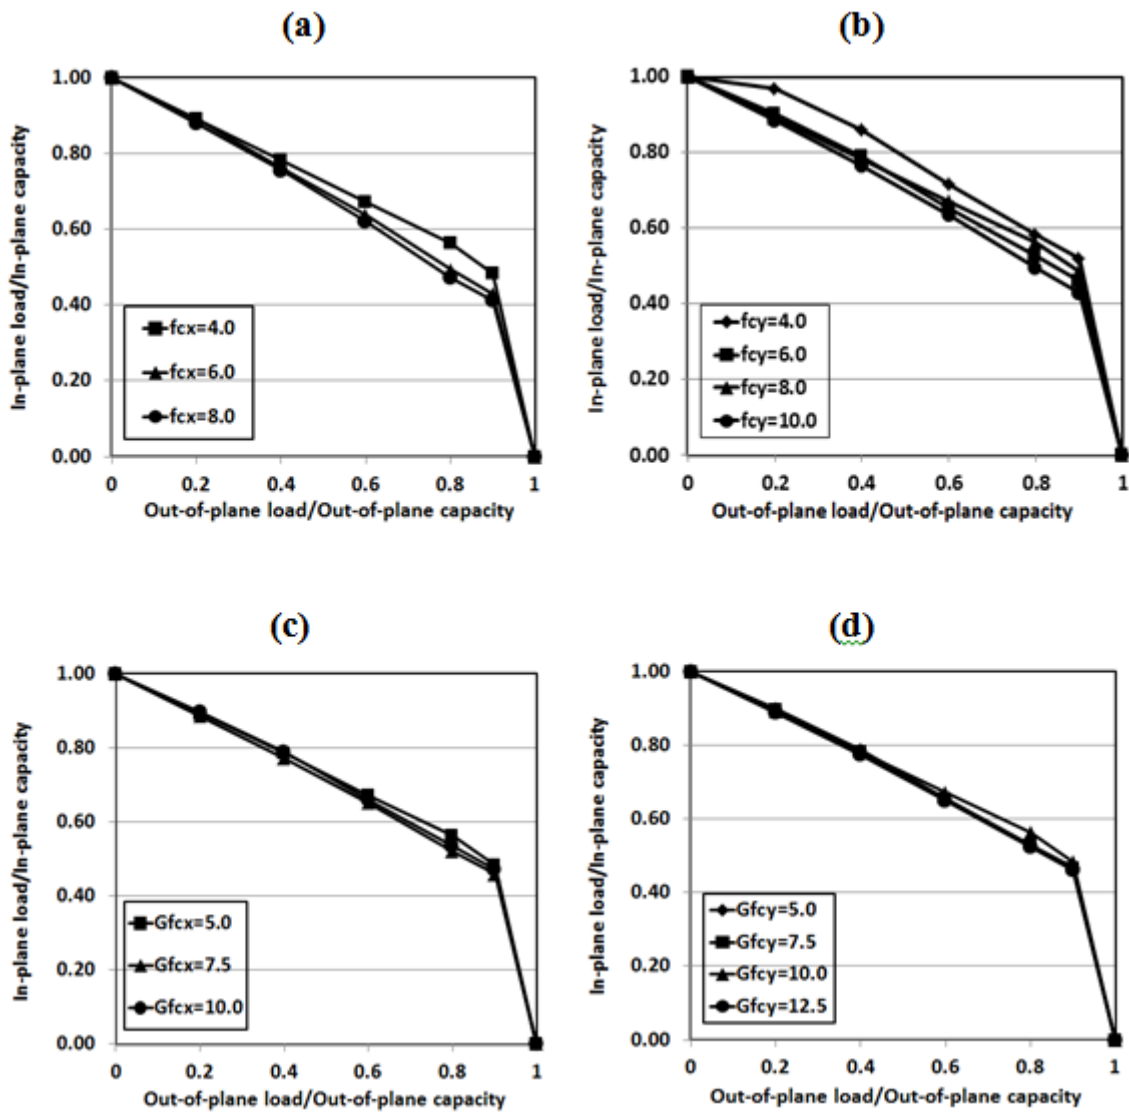 (a)
1.00
0.80
0.60
0.40
0.20
0.00
In-plane load/In-plane capacity
fcx=4.0
fcx=6.0
fcx=8.0
0 0.2 0.4 0.6 0.8 1
Out-of-plane load/Out-of-plane capacity
(b)
1.00
0.80
0.60
0.40
0.20
0.00
In-plane load/In-plane capacity
fcy=4.0
fcy=6.0
fcy=8.0
fcy=10.0
0 0.2 0.4 0.6 0.8 1
Out-of-plane load/Out-of-plane capacity
(c)
1.00
0.80
0.60
0.40
0.20
0.00
In-plane load/In-plane capacity
Gfcx=5.0
Gfcx=7.5
Gfcx=10.0
0 0.2 0.4 0.6 0.8 1
Out-of-plane load/Out-of-plane capacity
(d)
1.00
0.80
0.60
0.40
0.20
0.00
In-plane load/In-plane capacity
Gfcy=5.0
Gfcy=7.5
Gfcy=10.0
Gfcy=12.5
0 0.2 0.4 0.6 0.8 1
Out-of-plane load/Out-of-plane capacity